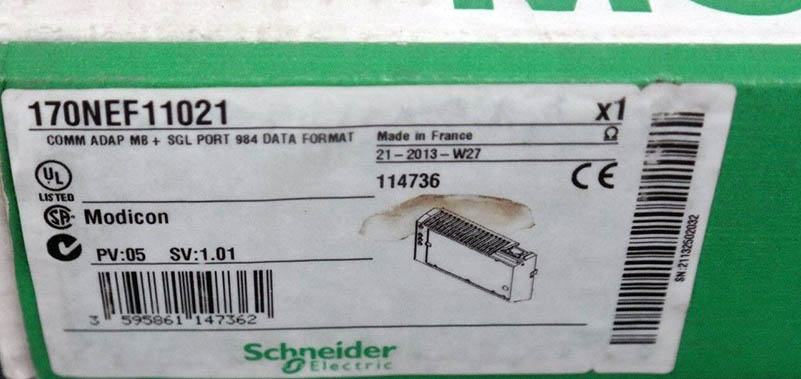 170NEF11021
x1
COMM ADAP MB + SGL PORT 984 DATA FORMAT
Made in France
Ω
21-2013-W27
114736
UL
LISTED
CE
SA
Modicon
PV:05 SV:1.01
3 595861 147362
SN:21132502032
Schneider
Electric